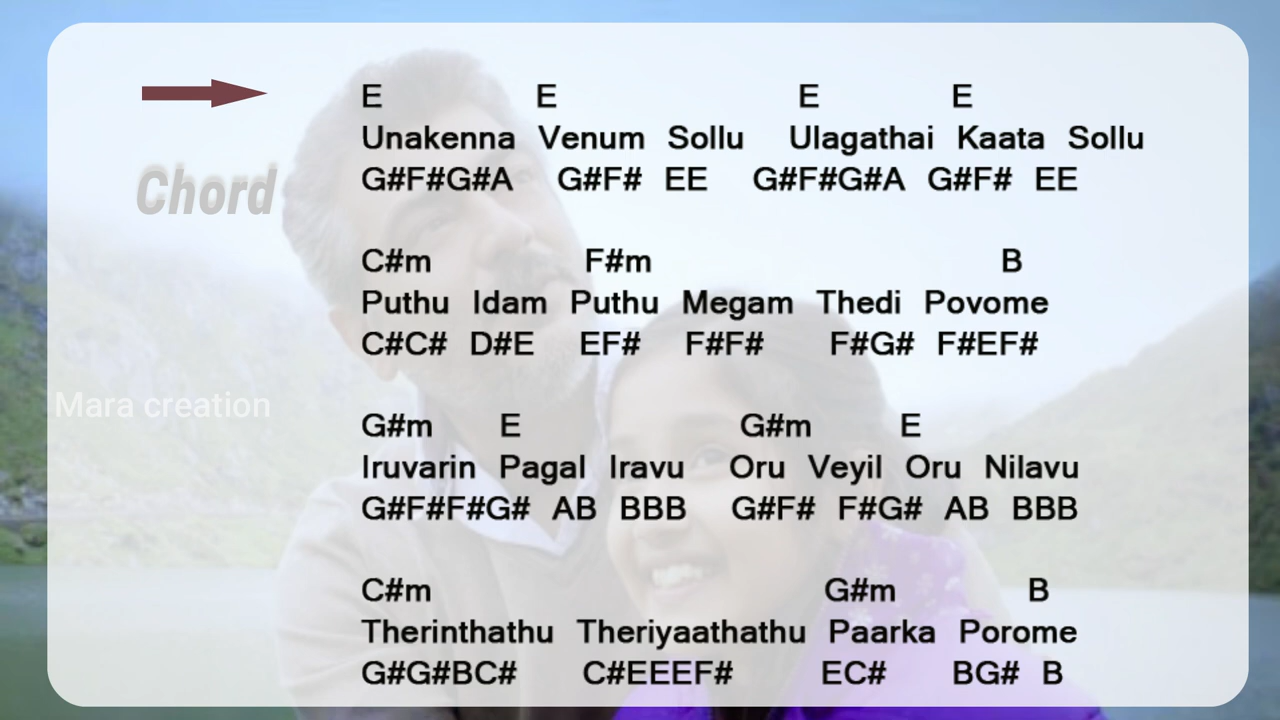 E E E E
Chord
Unakenna Venum Sollu Ulagathai Kaata Sollu
G#F#G#A G#F# EE G#F#G#A G#F# EE
C#m F#m B
Puthu Idam Puthu Megam Thedi Povome
C#C# D#E EF# F#F# F#G# F#EF#
Mara creation
G#m E G#m E
Iruvarin Pagal Iravu Oru Veyil Oru Nilavu
G#F#F#G# AB BBB G#F# F#G# AB BBB
C#m G#m B
Therinthathu Theriyaathathu Paarka Porome
G#G#BC# C#EEEF# EC# BG# B